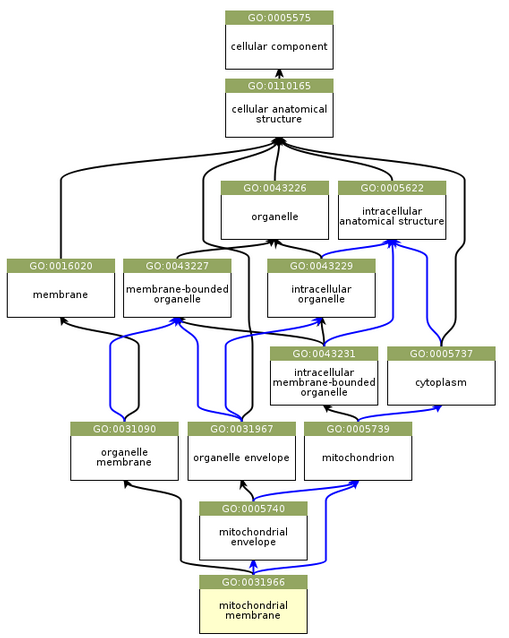 GO:0005575
cellular component
GO:0110165
cellular anatomical
structure
GO:0043226
organelle
GO:0005622
intracellular
anatomical structure
GO:0016020
membrane
GO:0043227
membrane-bounded
organelle
GO:0043229
intracellular
organelle
GO:0043231
intracellular
membrane-bounded
organelle
GO:0005737
cytoplasm
GO:0031090
organelle
membrane
GO:0031967
organelle envelope
GO:0005739
mitochondrion
GO:0005740
mitochondrial
envelope
GO:0031966
mitochondrial
membrane